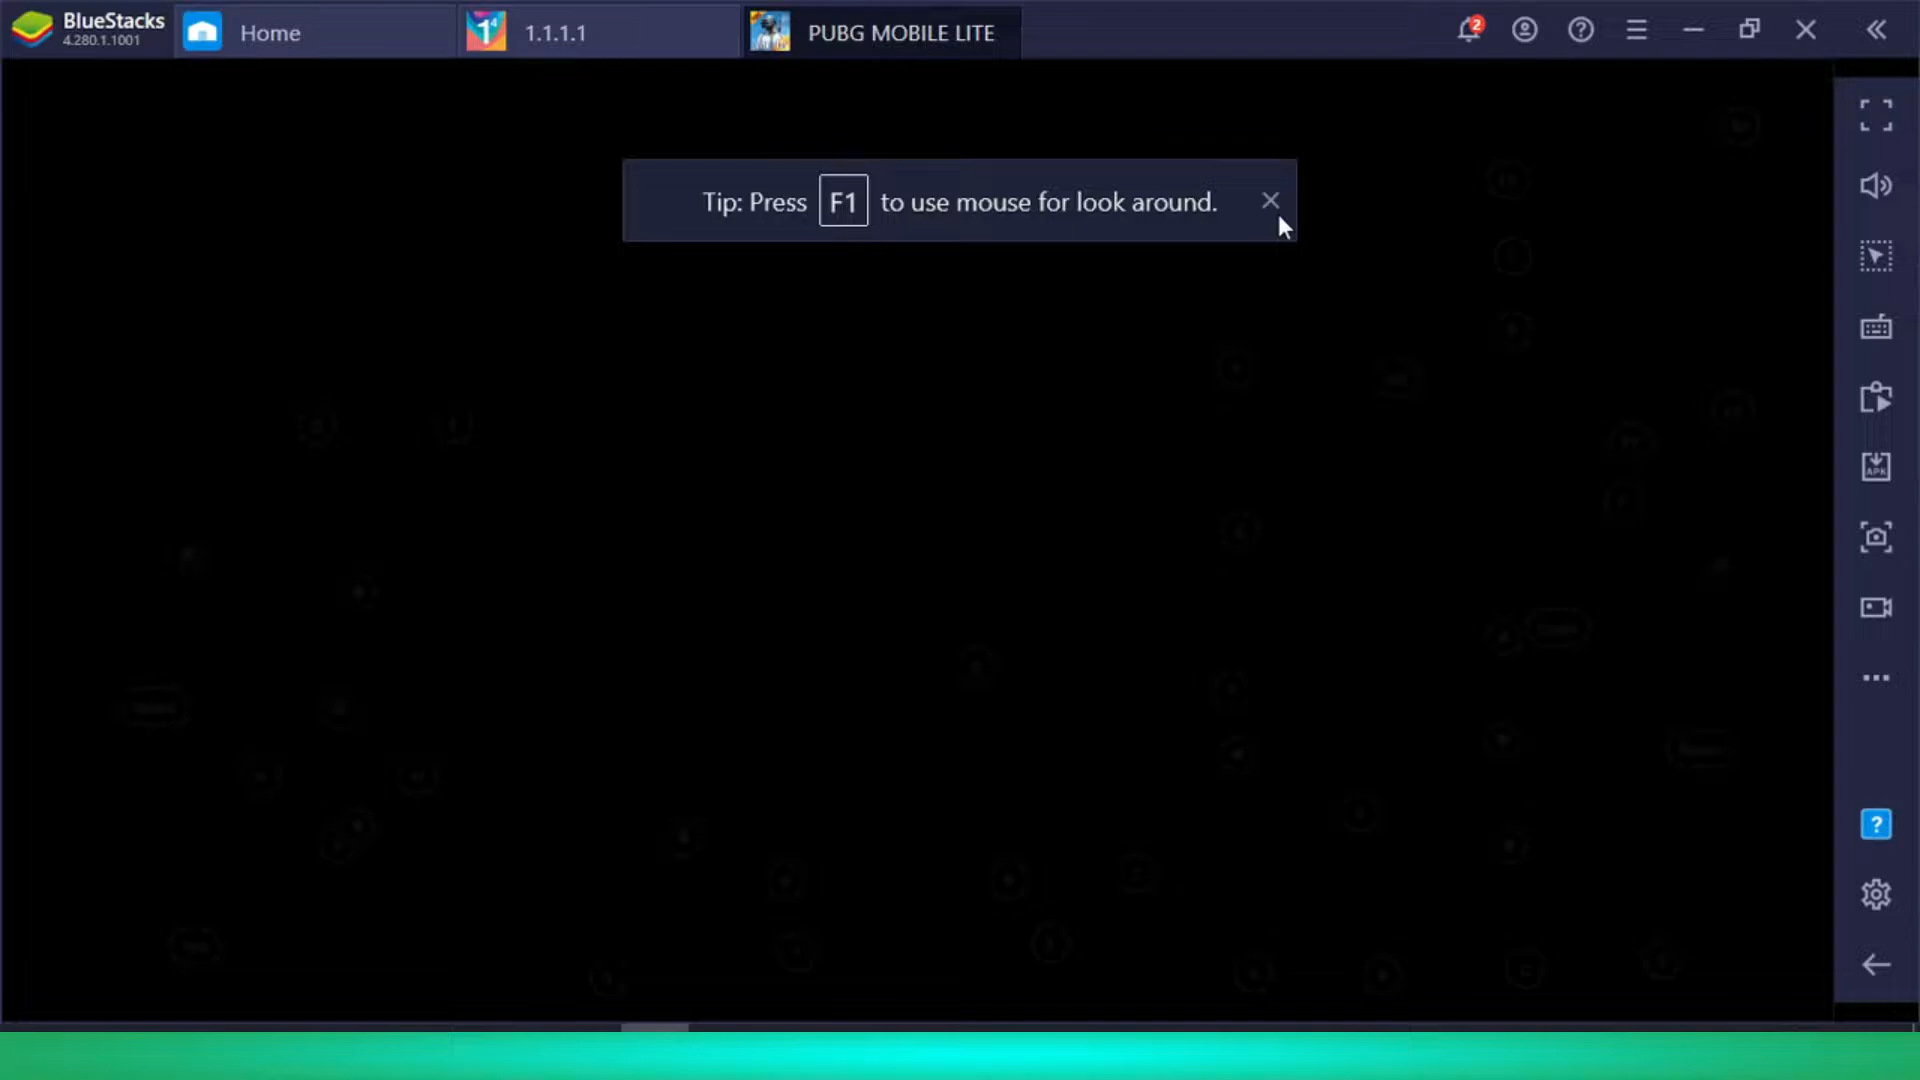 BlueStacks
4.280.1.1001
Home
1.1.1.1
PUBG MOBILE LITE
2
Tip: Press F1 to use mouse for look around.
APK
?